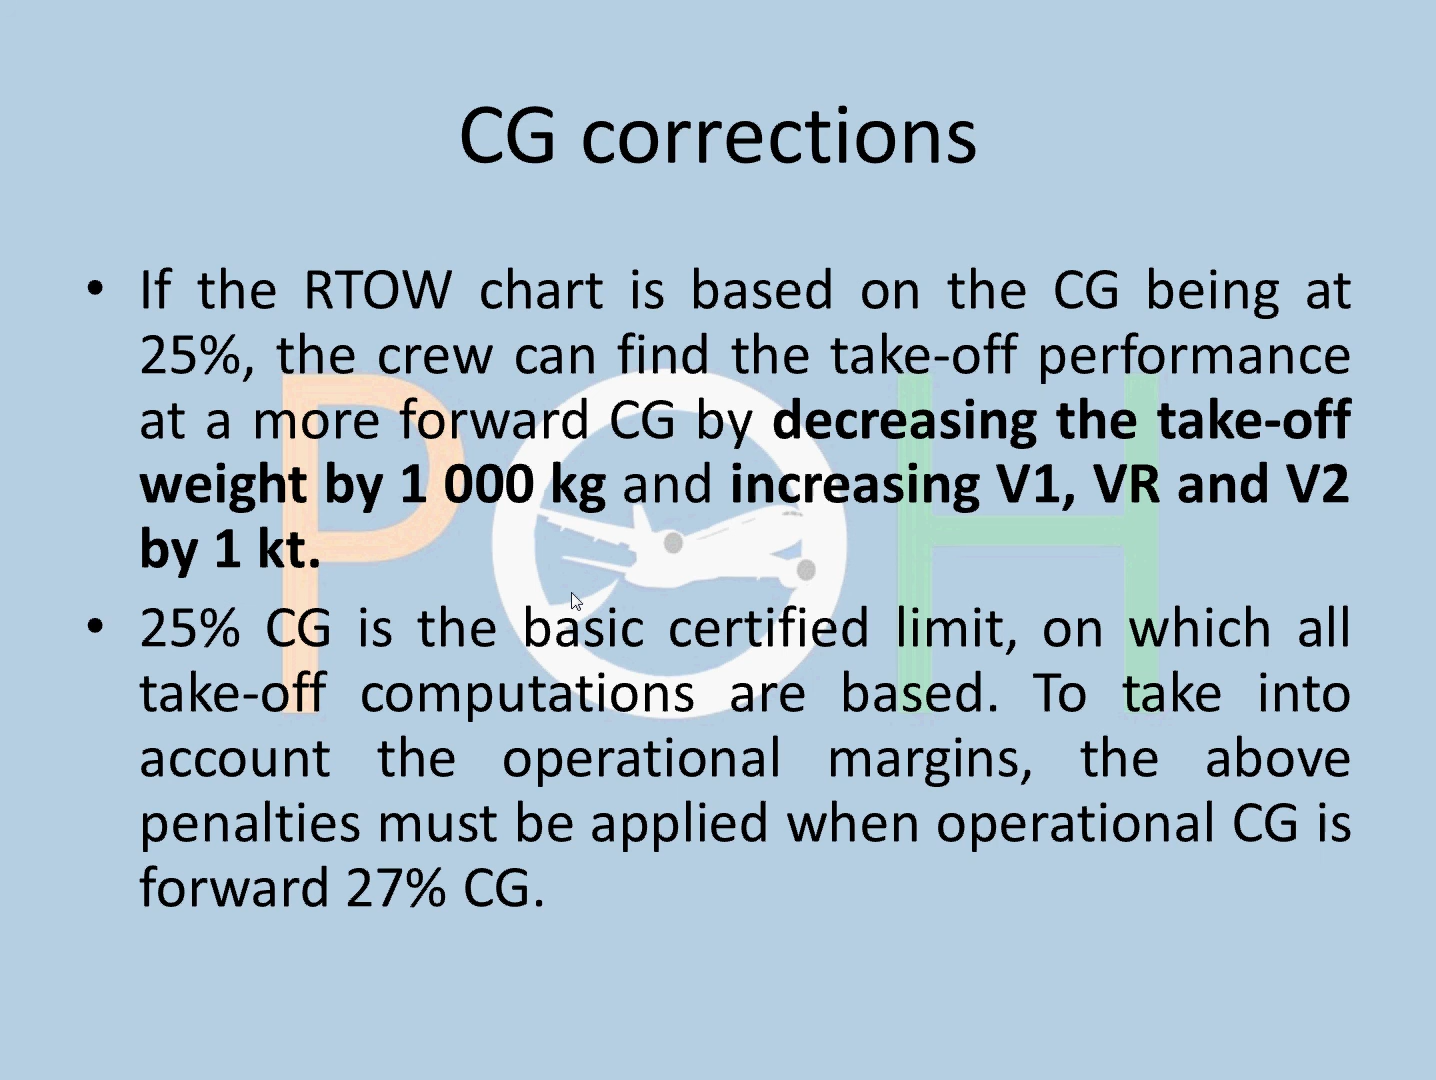 CG corrections
• If the RTOW chart is based on the CG being at
25%, the crew can find the take-off performance
at a more forward CG by decreasing the take-off
weight by 1 000 kg and increasing V1, VR and V2
by 1 kt.
• 25% CG is the basic certified limit, on which all
take-off computations are based. To take into
account the operational margins, the above
penalties must be applied when operational CG is
forward 27% CG.
POH